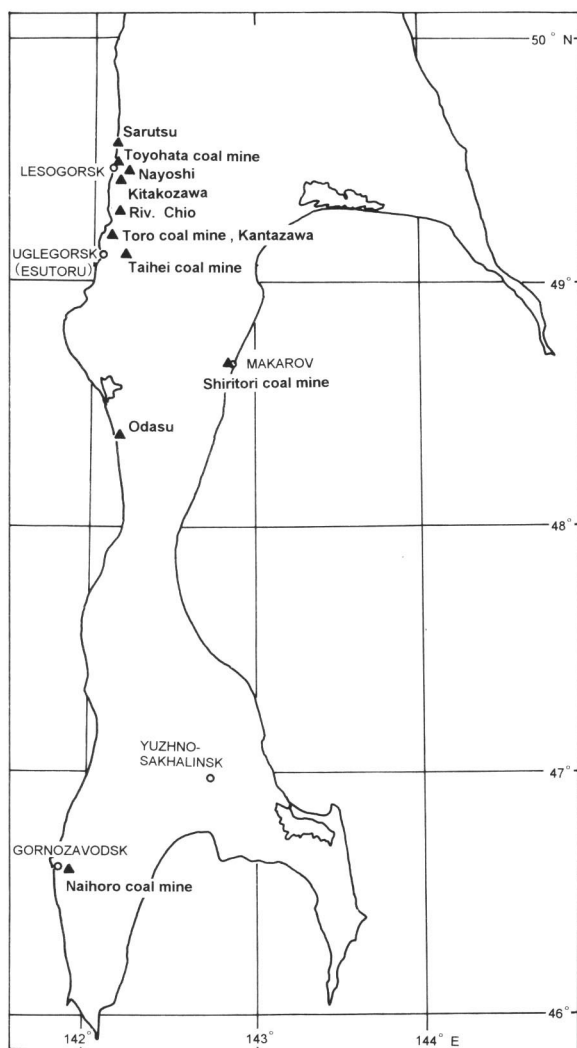 50° N
Sarutsu
Toyohata coal mine
LESOGORSK
Nayoshi
Kitakozawa
Riv. Chio
Toro coal mine , Kantazawa
UGLEGORSK
(ESUTORU)
Taihei coal mine
49°
MAKAROV
Shiritori coal mine
Odasu
48°
YUZHNO-
SAKHALINSK
47°
GORNOZAVODSK
Naihoro coal mine
46°
142° 143° 144° E